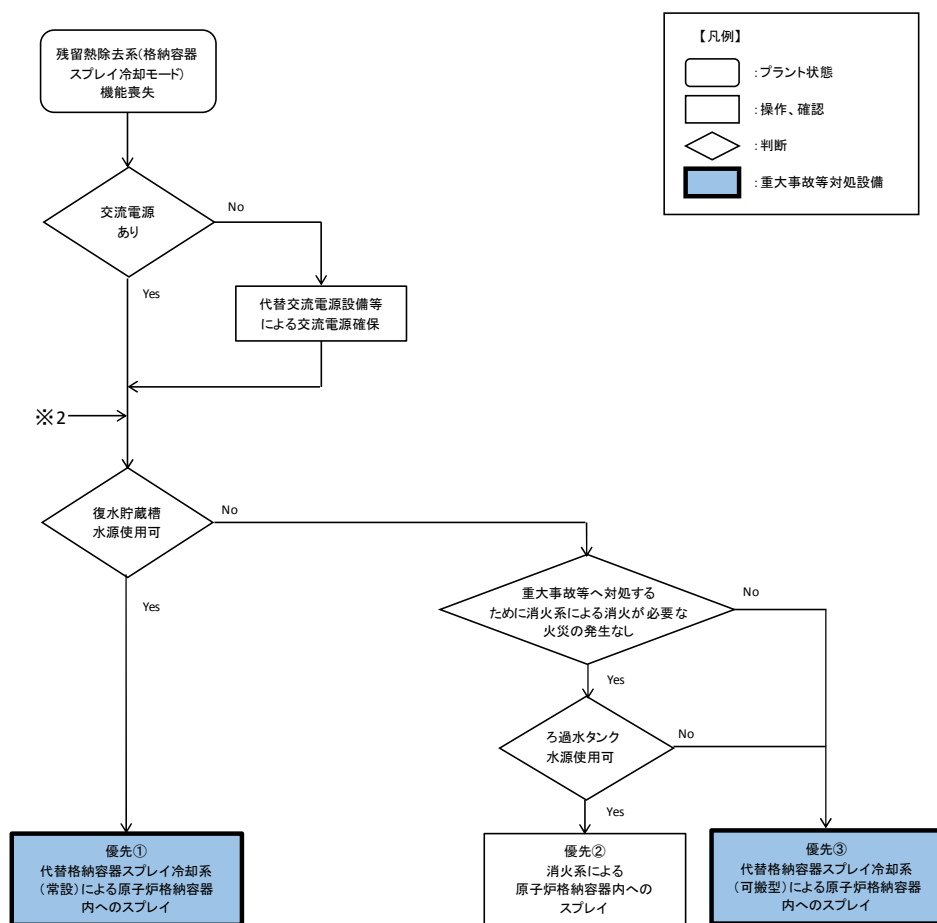 残留熱除去系(格納容器
スプレイ冷却モード)
機能喪失
【凡例】
:プラント状態
:操作、確認
:判断
:重大事故等対処設備
交流電源
あり
No
Yes
代替交流電源設備等
による交流電源確保
※2
復水貯蔵槽
水源使用可
No
Yes
重大事故等へ対処する
ために消火系による消火が必要な
火災の発生なし
No
Yes
ろ過水タンク
水源使用可
No
Yes
優先①
代替格納容器スプレイ冷却系
(常設)による原子炉格納容器
内へのスプレイ
優先②
消火系による
原子炉格納容器内への
スプレイ
優先③
代替格納容器スプレイ冷却系
(可搬型)による原子炉格納容器
内へのスプレイ